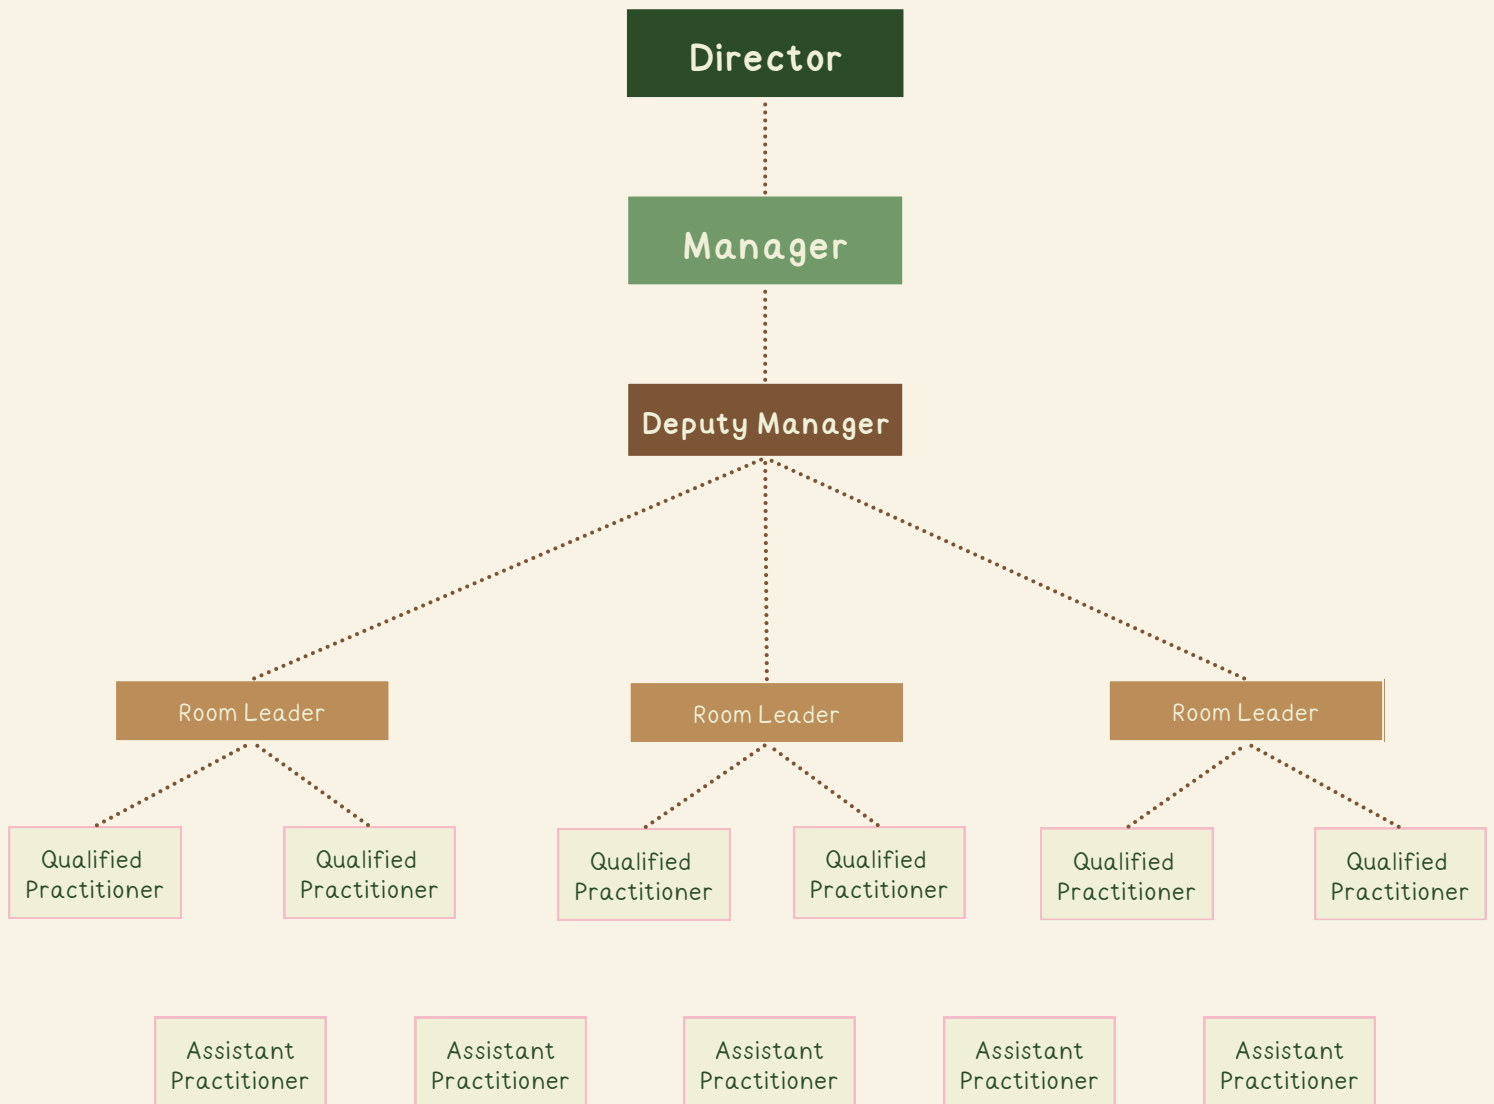 Director
Manager
Deputy Manager
Room Leader
Room Leader
Room Leader
Qualified
Practitioner
Qualified
Practitioner
Qualified
Practitioner
Qualified
Practitioner
Qualified
Practitioner
Qualified
Practitioner
Assistant
Practitioner
Assistant
Practitioner
Assistant
Practitioner
Assistant
Practitioner
Assistant
Practitioner